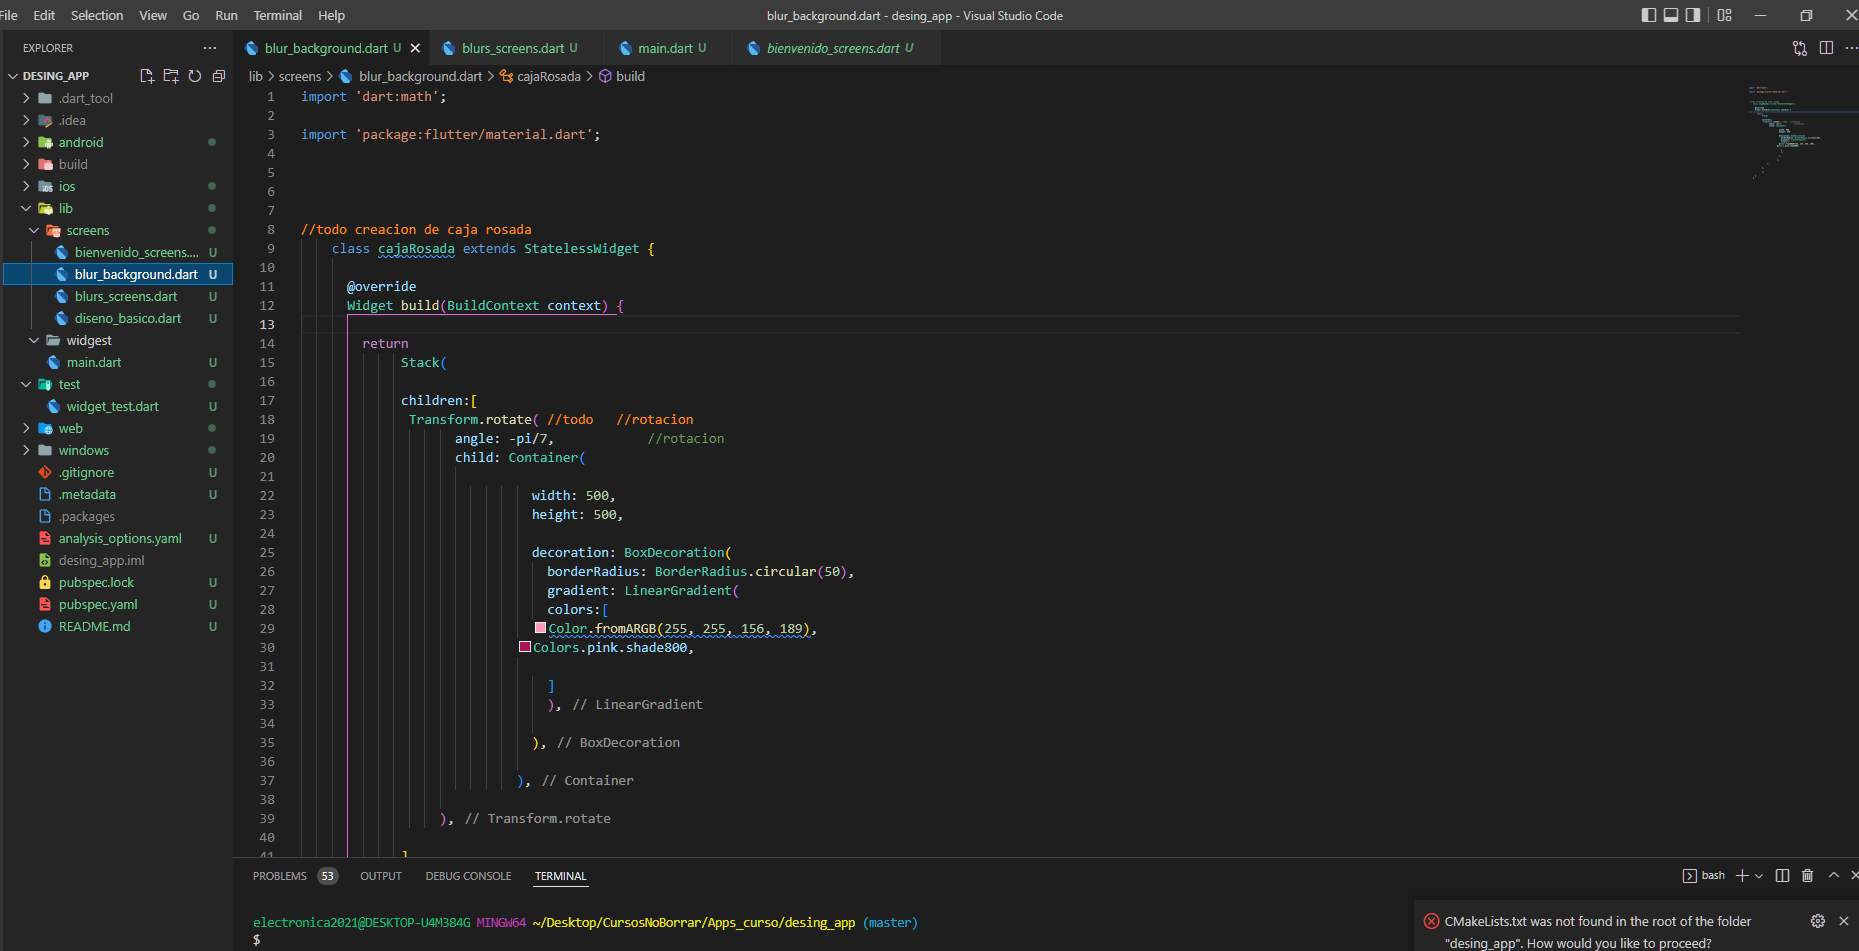 File Edit Selection View Go Run Terminal Help
blur_background.dart - desing_app - Visual Studio Code
EXPLORER
DESING_APP
.dart_tool
.idea
android
build
ios
lib
screens
bienvenido_screens.... U
blur_background.dart U
blurs_screens.dart U
diseno_basico.dart U
widgest
main.dart U
test
widget_test.dart U
web
windows
.gitignore U
.metadata U
.packages
analysis_options.yaml U
desing_app.iml
pubspec.lock U
pubspec.yaml U
README.md U
blur_background.dart U
blurs_screens.dart U
main.dart U
bienvenido_screens.dart U
lib > screens > blur_background.dart > cajaRosada > build
1 import 'dart:math';
2
3 import 'package:flutter/material.dart';
4
5
6
7
8 //todo creacion de caja rosada
9 class cajaRosada extends StatelessWidget {
10
11 @override
12 Widget build(BuildContext context) {
13
14 return
15 Stack(
16
17 children:[
18 Transform.rotate( //todo //rotacion
19 angle: -pi/7, //rotacion
20 child: Container(
21
22 width: 500,
23 height: 500,
24
25 decoration: BoxDecoration(
26 borderRadius: BorderRadius.circular(50),
27 gradient: LinearGradient(
28 colors:[
29 Color.fromARGB(255, 255, 156, 189),
30 Colors.pink.shade800,
31
32 ]
33 ), // LinearGradient
34
35 ), // BoxDecoration
36
37 ), // Container
38
39 ), // Transform.rotate
40
41 ]
PROBLEMS 53 OUTPUT DEBUG CONSOLE TERMINAL
bash
electronica2021@DESKTOP-U4M384G MINGW64 ~/Desktop/CursosNoBorrar/Apps_curso/desing_app (master)
$
CMakeLists.txt was not found in the root of the folder
"desing_app". How would you like to proceed?